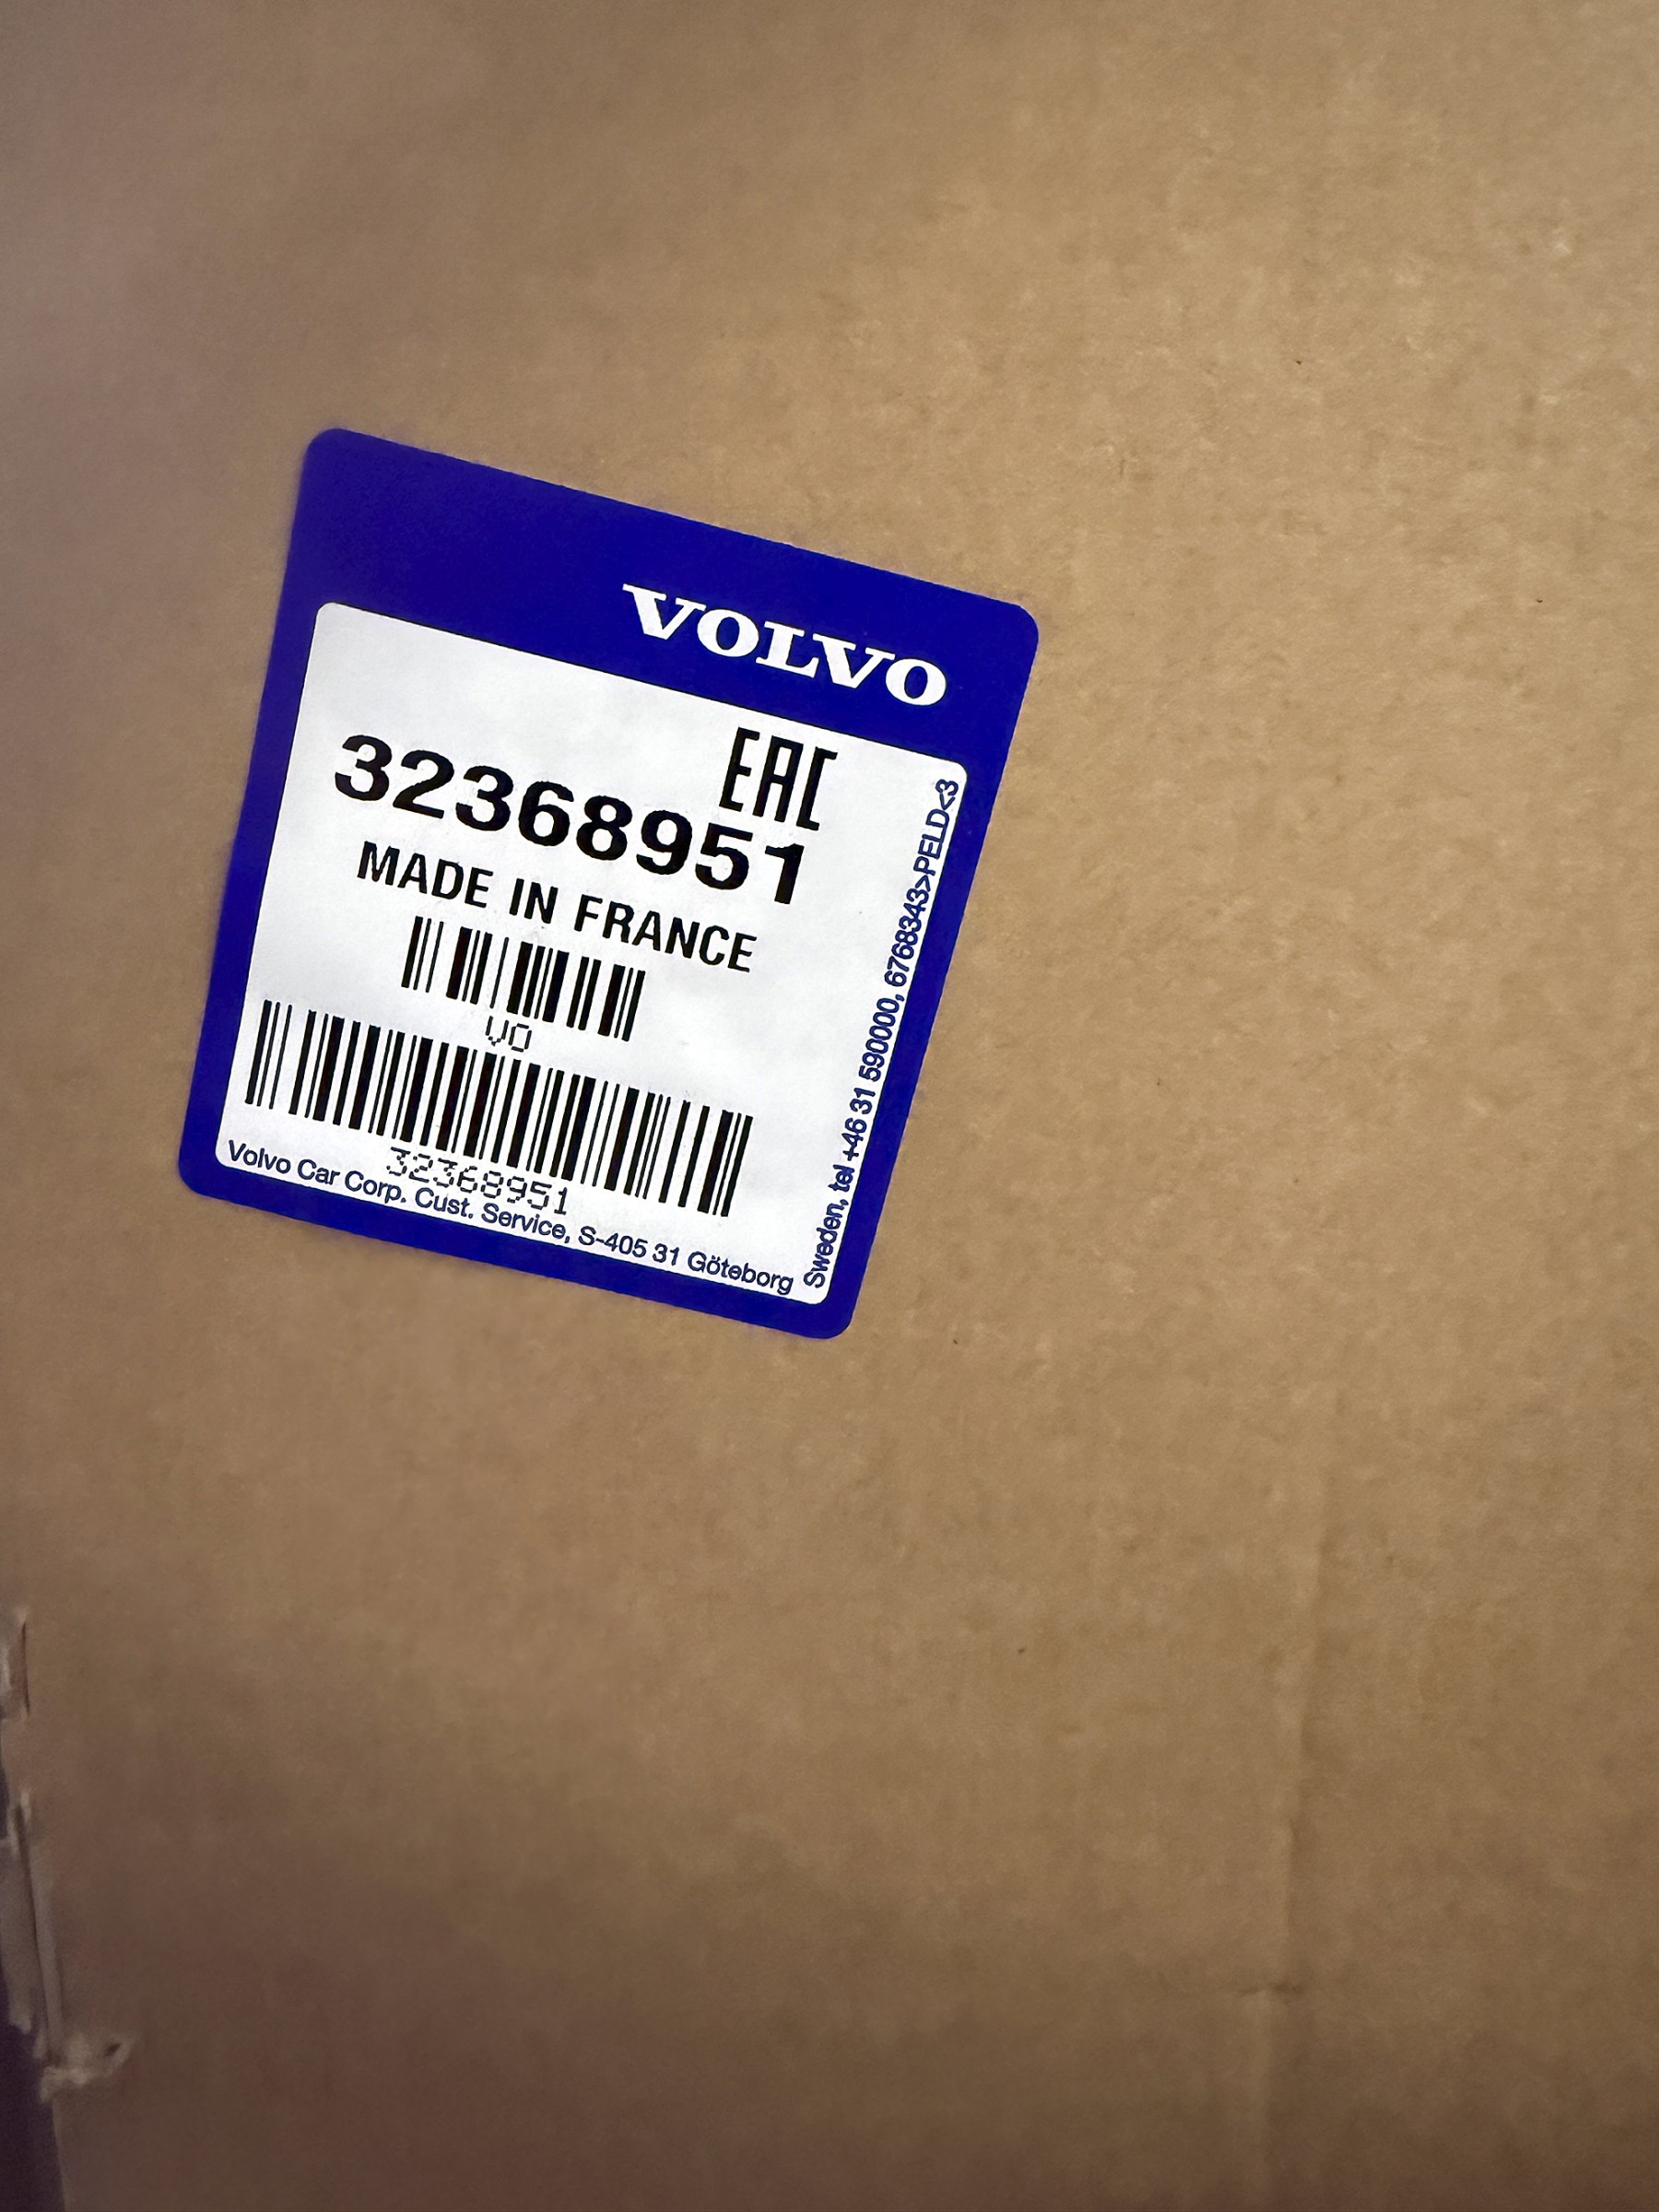 VOLVO
EAC
32368951
MADE IN FRANCE
VO
32368951
Volvo Car Corp. Cust. Service, S-405 31 Göteborg
Sweden, tel +46 31 590000, 6768343>PELD<3